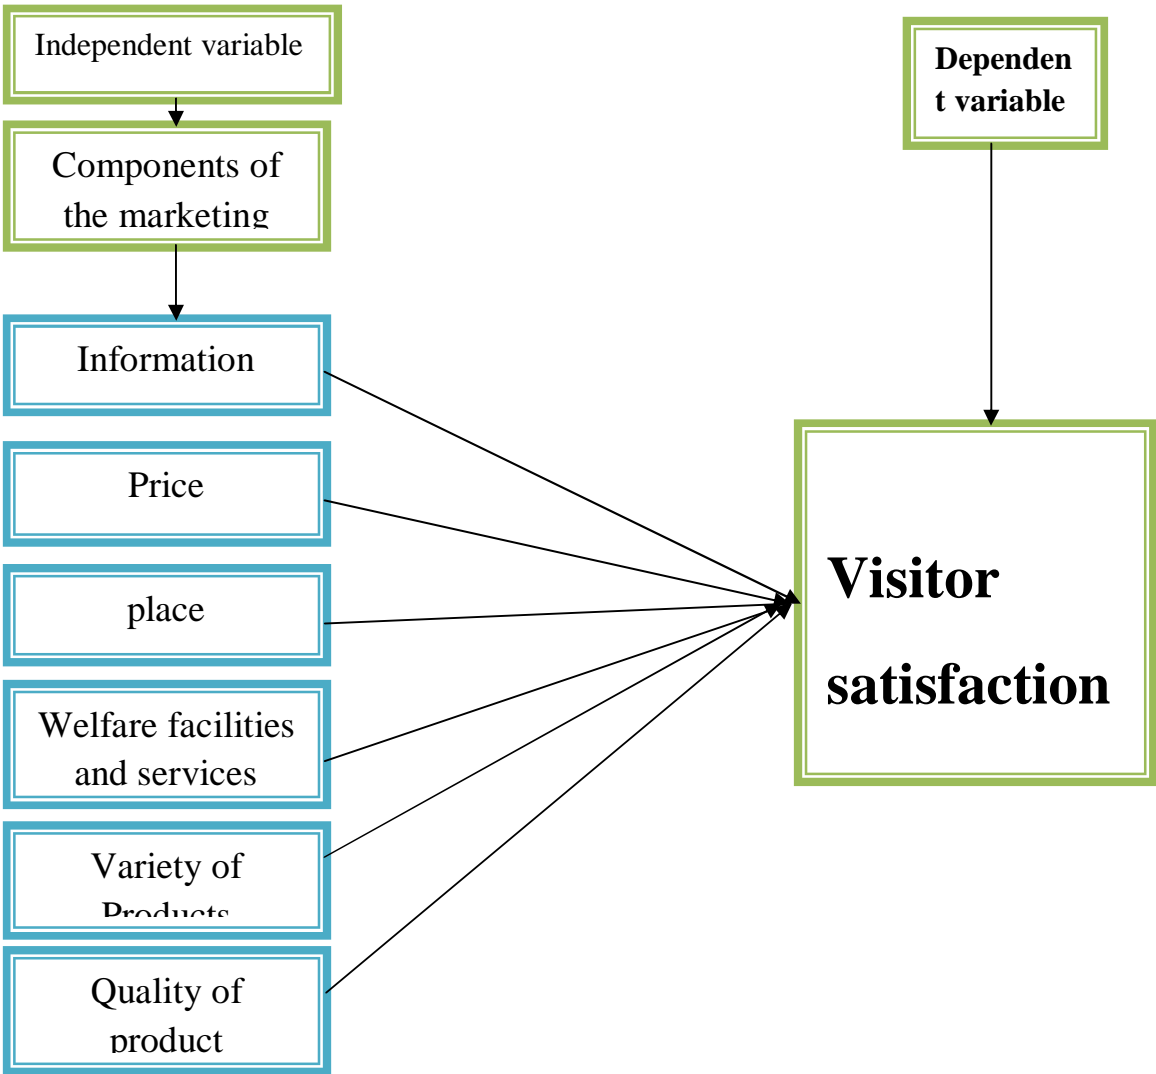 Independent variable
Dependen
t variable
Components of
the marketing
Information
Price
place
Welfare facilities
and services
Variety of
Products
Quality of
product
Visitor
satisfaction